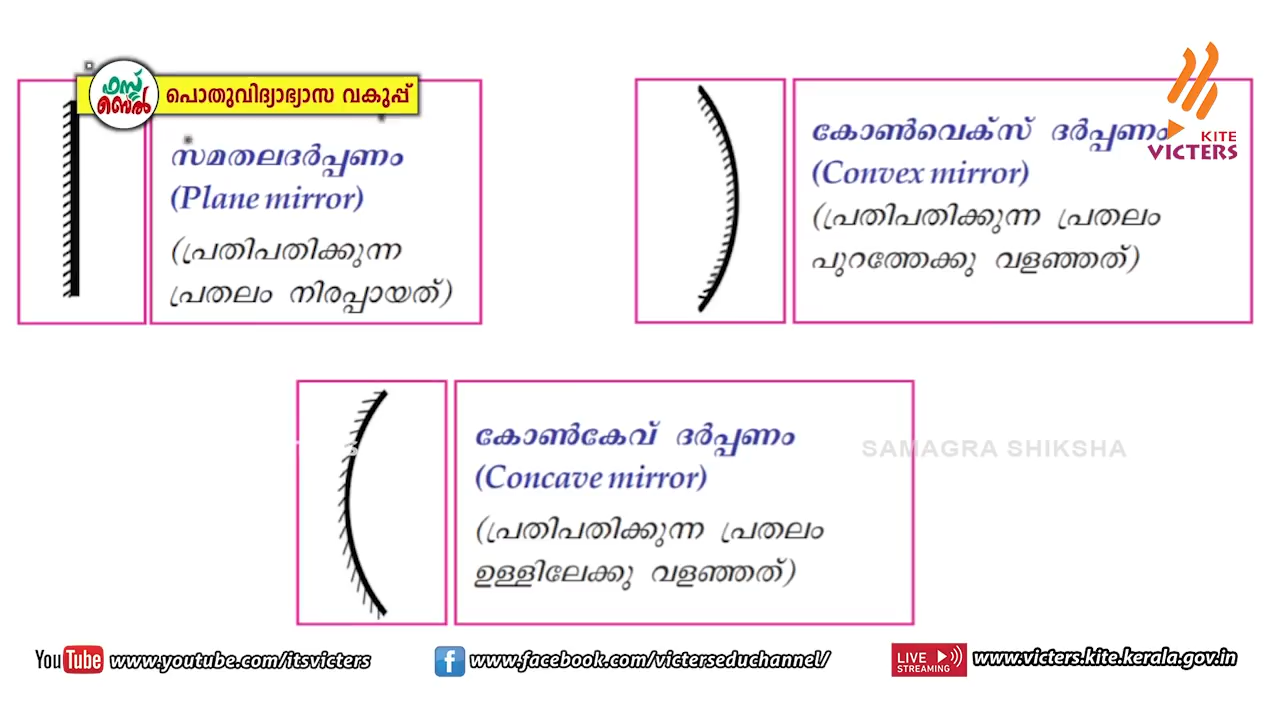 ഫസ്റ്റ്
ബെൽ
പൊതുവിദ്യാഭ്യാസ വകുപ്പ്
സമതലദർപ്പണം
(Plane mirror)
(പ്രതിപതിക്കുന്ന
പ്രതലം നിരപ്പായത്)
കോൺവെക്സ് ദർപ്പണം
(Convex mirror)
(പ്രതിപതിക്കുന്ന പ്രതലം
പുറത്തേക്കു വളഞ്ഞത്)
KITE
VICTERS
കോൺകേവ് ദർപ്പണം
(Concave mirror)
(പ്രതിപതിക്കുന്ന പ്രതലം
ഉള്ളിലേക്കു വളഞ്ഞത്)
SAMAGRA SHIKSHA
YouTube www.youtube.com/itsvicters
f www.facebook.com/victerseduchannel/
LIVE
STREAMING
www.victers.kite.kerala.gov.in